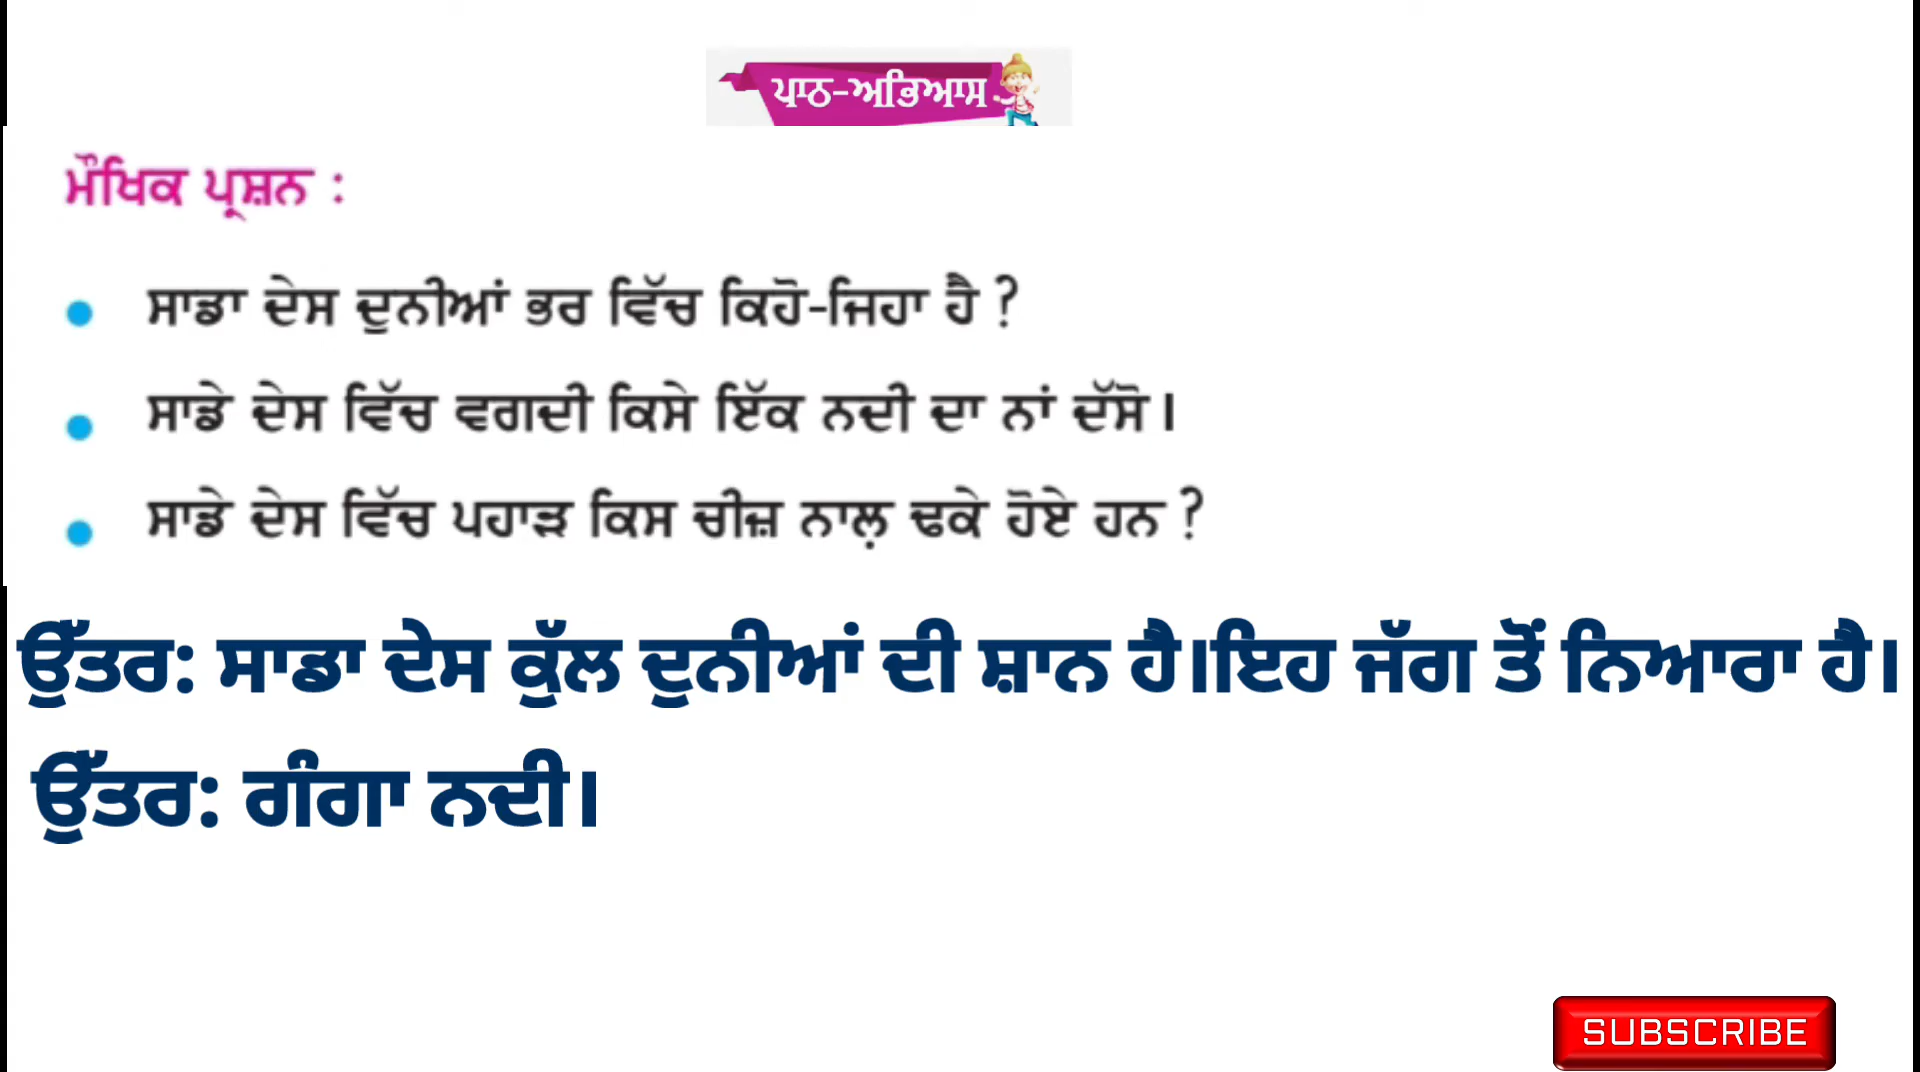 ਪਾਠ-ਅਭਿਆਸ
ਮੌਖਿਕ ਪ੍ਰਸ਼ਨ :
• ਸਾਡਾ ਦੇਸ ਦੁਨੀਆਂ ਭਰ ਵਿੱਚ ਕਿਹੋ-ਜਿਹਾ ਹੈ ?
• ਸਾਡੇ ਦੇਸ ਵਿੱਚ ਵਗਦੀ ਕਿਸੇ ਇੱਕ ਨਦੀ ਦਾ ਨਾਂ ਦੱਸੋ।
• ਸਾਡੇ ਦੇਸ ਵਿੱਚ ਪਹਾੜ ਕਿਸ ਚੀਜ਼ ਨਾਲ਼ ਢਕੇ ਹੋਏ ਹਨ ?
ਉੱਤਰ: ਸਾਡਾ ਦੇਸ ਕੁੱਲ ਦੁਨੀਆਂ ਦੀ ਸ਼ਾਨ ਹੈ।ਇਹ ਜੱਗ ਤੋਂ ਨਿਆਰਾ ਹੈ।
ਉੱਤਰ: ਗੰਗਾ ਨਦੀ।
SUBSCRIBE